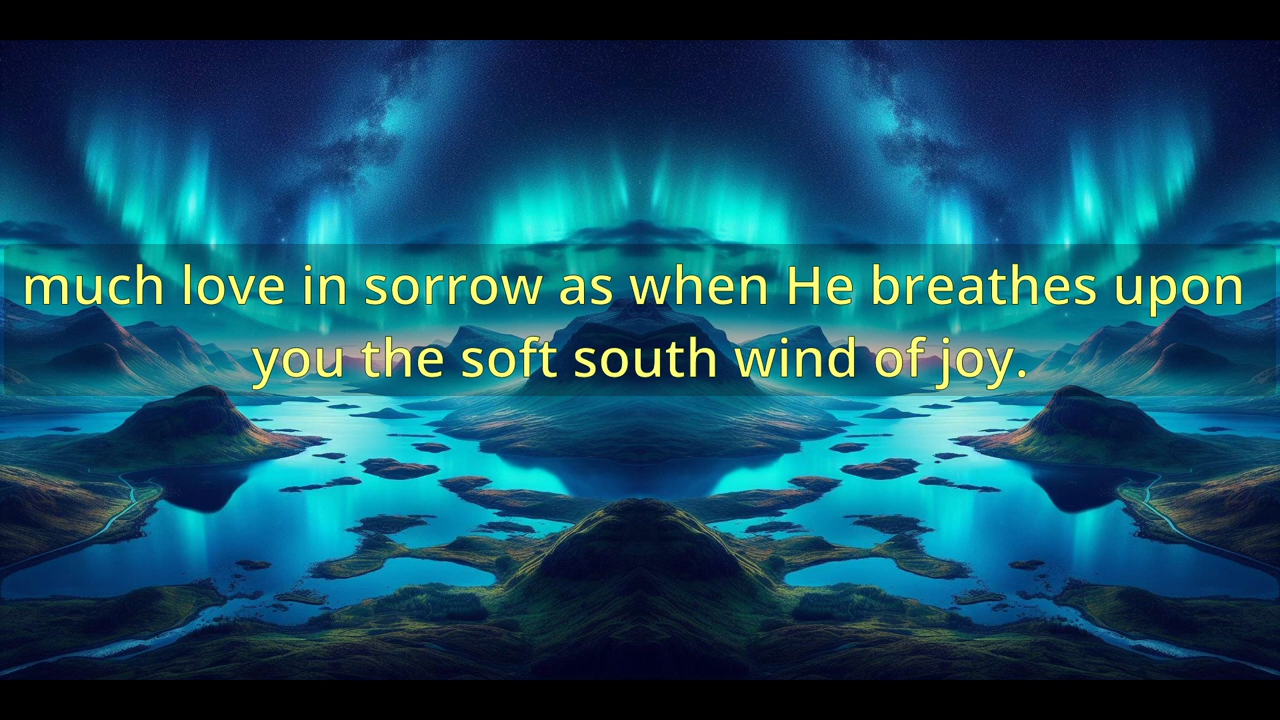 much love in sorrow as when He breathes upon
you the soft south wind of joy.